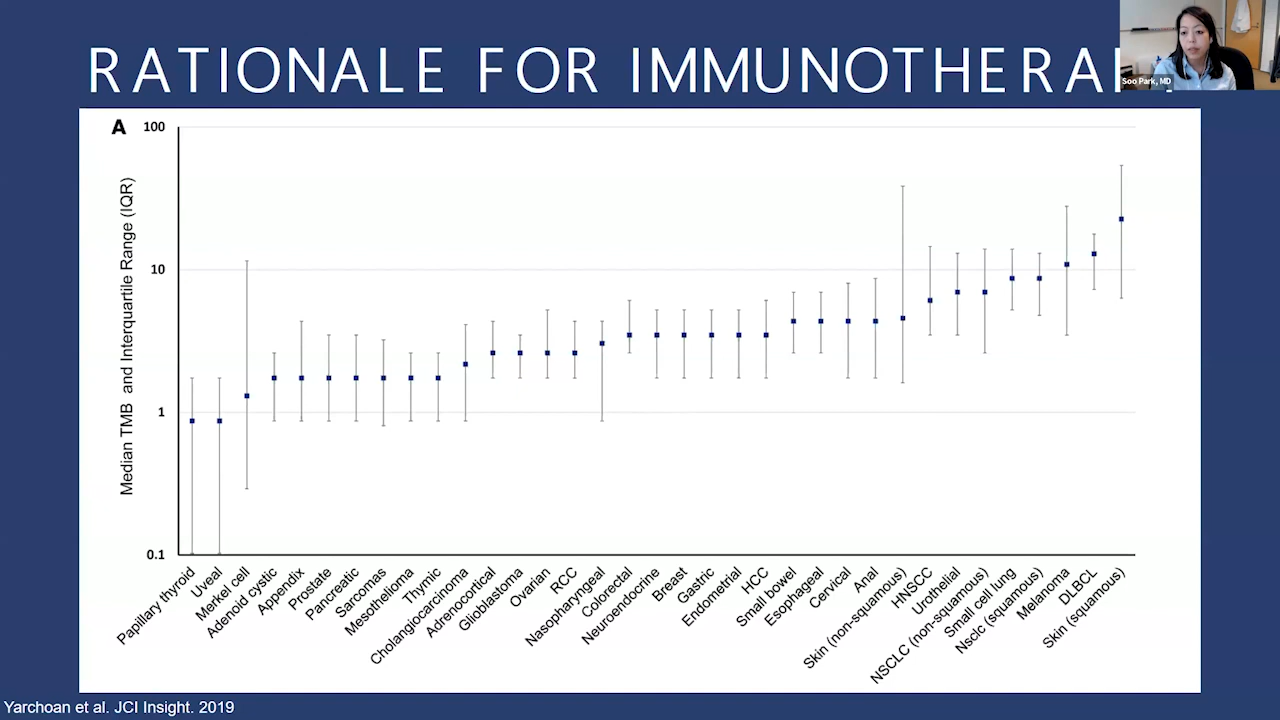 RATIONALE FOR IMMUNOTHERA
Soo Park, MD
A
100
10
1
0.1
Median TMB and Interquartile Range (IQR)
Papillary thyroid
Uveal
Merkel cell
Adenoid cystic
Appendix
Prostate
Pancreatic
Sarcomas
Mesothelioma
Thymic
Cholangiocarcinoma
Adrenocortical
Glioblastoma
Ovarian
RCC
Nasopharyngeal
Colorectal
Neuroendocrine
Breast
Gastric
Endometrial
HCC
Small bowel
Esophageal
Cervical
Anal
Skin (non-squamous)
HNSCC
Urothelial
NSCLC (non-squamous)
Small cell lung
Nsclc (squamous)
Melanoma
DLBCL
Skin (squamous)
Yarchoan et al. JCI Insight. 2019